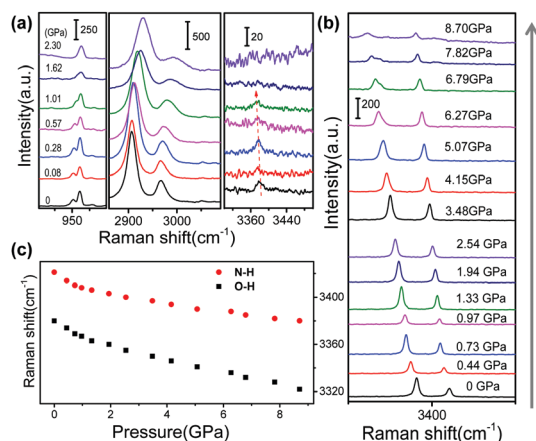 (a)
(GPa)
250
500
20
2.30
1.62
1.01
0.57
0.28
0.08
0
Intensity(a.u.)
950
2900
3000
3360
3440
Raman shift(cm⁻¹)
(b)
8.70GPa
7.82GPa
6.79GPa
200
6.27GPa
5.07GPa
4.15GPa
3.48GPa
2.54 GPa
1.94 GPa
1.33 GPa
0.97 GPa
0.73 GPa
0.44 GPa
0 GPa
Intensity(a.u.)
3400
Raman shift(cm⁻¹)
(c)
N-H
O-H
Raman shift(cm⁻¹)
3400
3360
3320
0
2
4
6
8
Pressure(GPa)